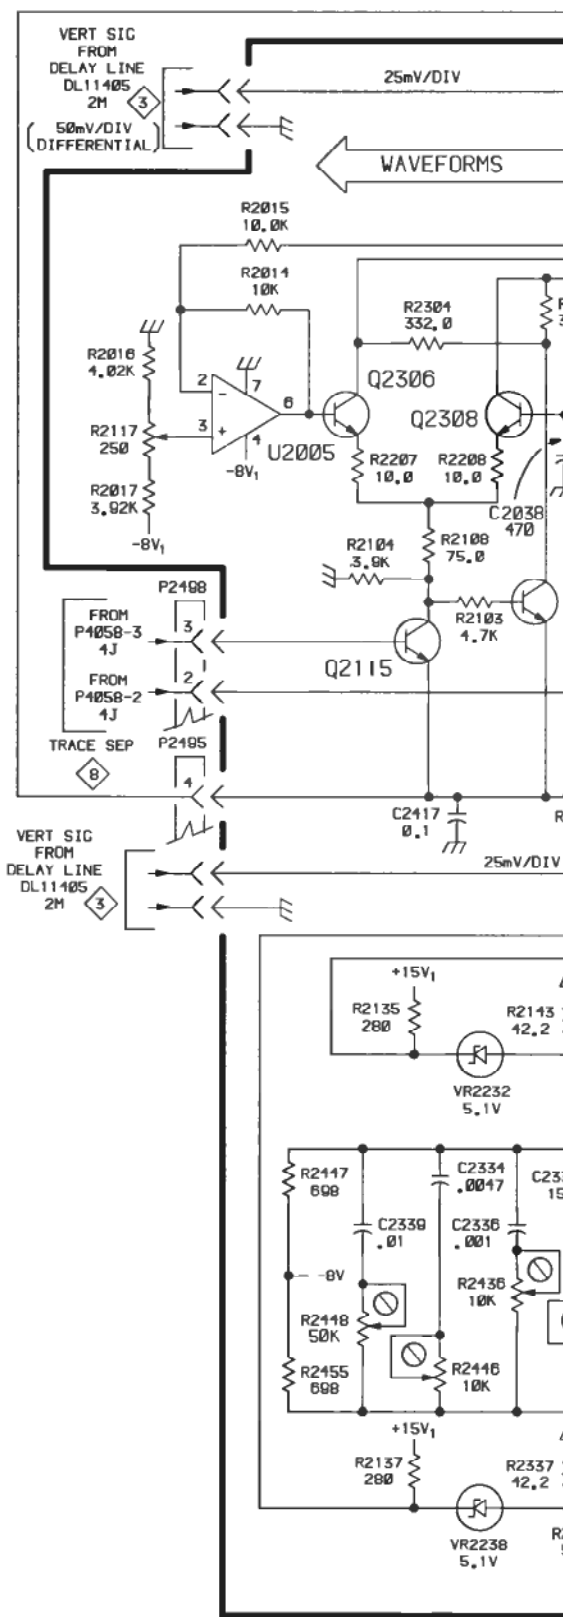 VERT SIG
FROM
DELAY LINE
DL11405
2M
3
50mV/DIV
DIFFERENTIAL
25mV/DIV
WAVEFORMS
R2015
10.0K
R2014
10K
R2304
332.0
R2016
4.02K
Q2306
Q2308
2
-
7
6
3
+
4
-8V1
U2005
R2117
250
R2207
10.0
R2208
10.0
R2017
3.92K
-8V1
C2038
470
R2108
75.0
R2104
3.9K
R2103
4.7K
P2498
FROM
P4058-3
4J
3
Q2115
FROM
P4058-2
4J
2
TRACE SEP
8
P2495
4
C2417
0.1
R
VERT SIG
FROM
DELAY LINE
DL11405
2M
3
25mV/DIV
+15V1
R2135
280
R2143
42.2
VR2232
5.1V
R2447
698
C2334
.0047
C2339
.01
C2336
.001
C23
15
-8V
R2436
10K
R2448
50K
R2455
698
R2446
10K
+15V1
R2137
280
R2337
42.2
VR2238
5.1V